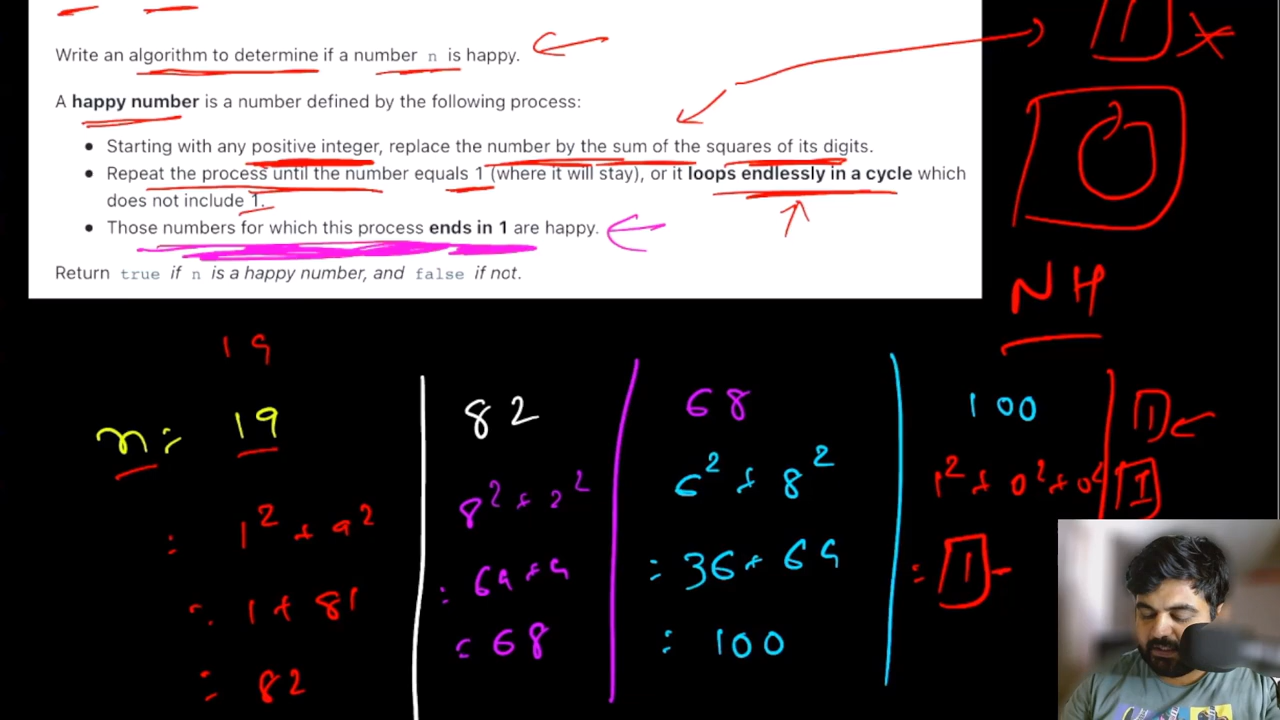 Write an algorithm to determine if a number n is happy.
A happy number is a number defined by the following process:
• Starting with any positive integer, replace the number by the sum of the squares of its digits.
• Repeat the process until the number equals 1 (where it will stay), or it loops endlessly in a cycle which
does not include 1.
• Those numbers for which this process ends in 1 are happy.
Return true if n is a happy number, and false if not.
1
NH
19
n = 19
= 1² + 9²
= 1 + 81
= 82
82
8² + 2²
= 64 + 4
= 68
68
6² + 8²
= 36 + 64
= 100
100
1² + 0² + 0²
= 1
1
1